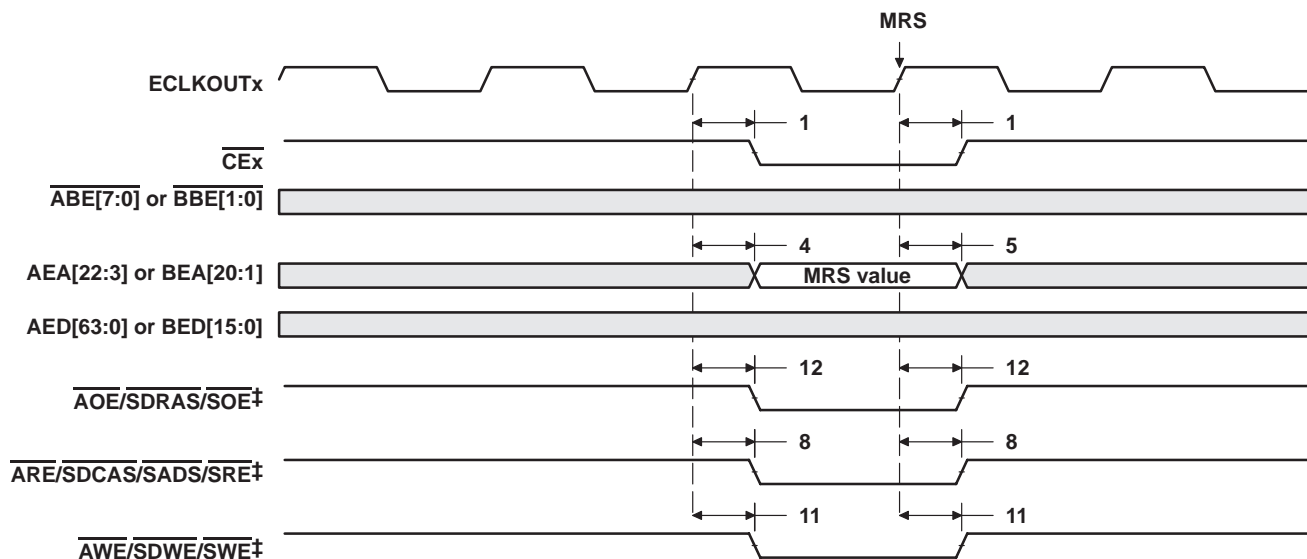 MRS
ECLKOUTx
1 1
CEx
ABE[7:0] or BBE[1:0]
4 5
AEA[22:3] or BEA[20:1] MRS value
AED[63:0] or BED[15:0]
12 12
AOE/SDRAS/SOE‡
8 8
ARE/SDCAS/SADS/SRE‡
11 11
AWE/SDWE/SWE‡